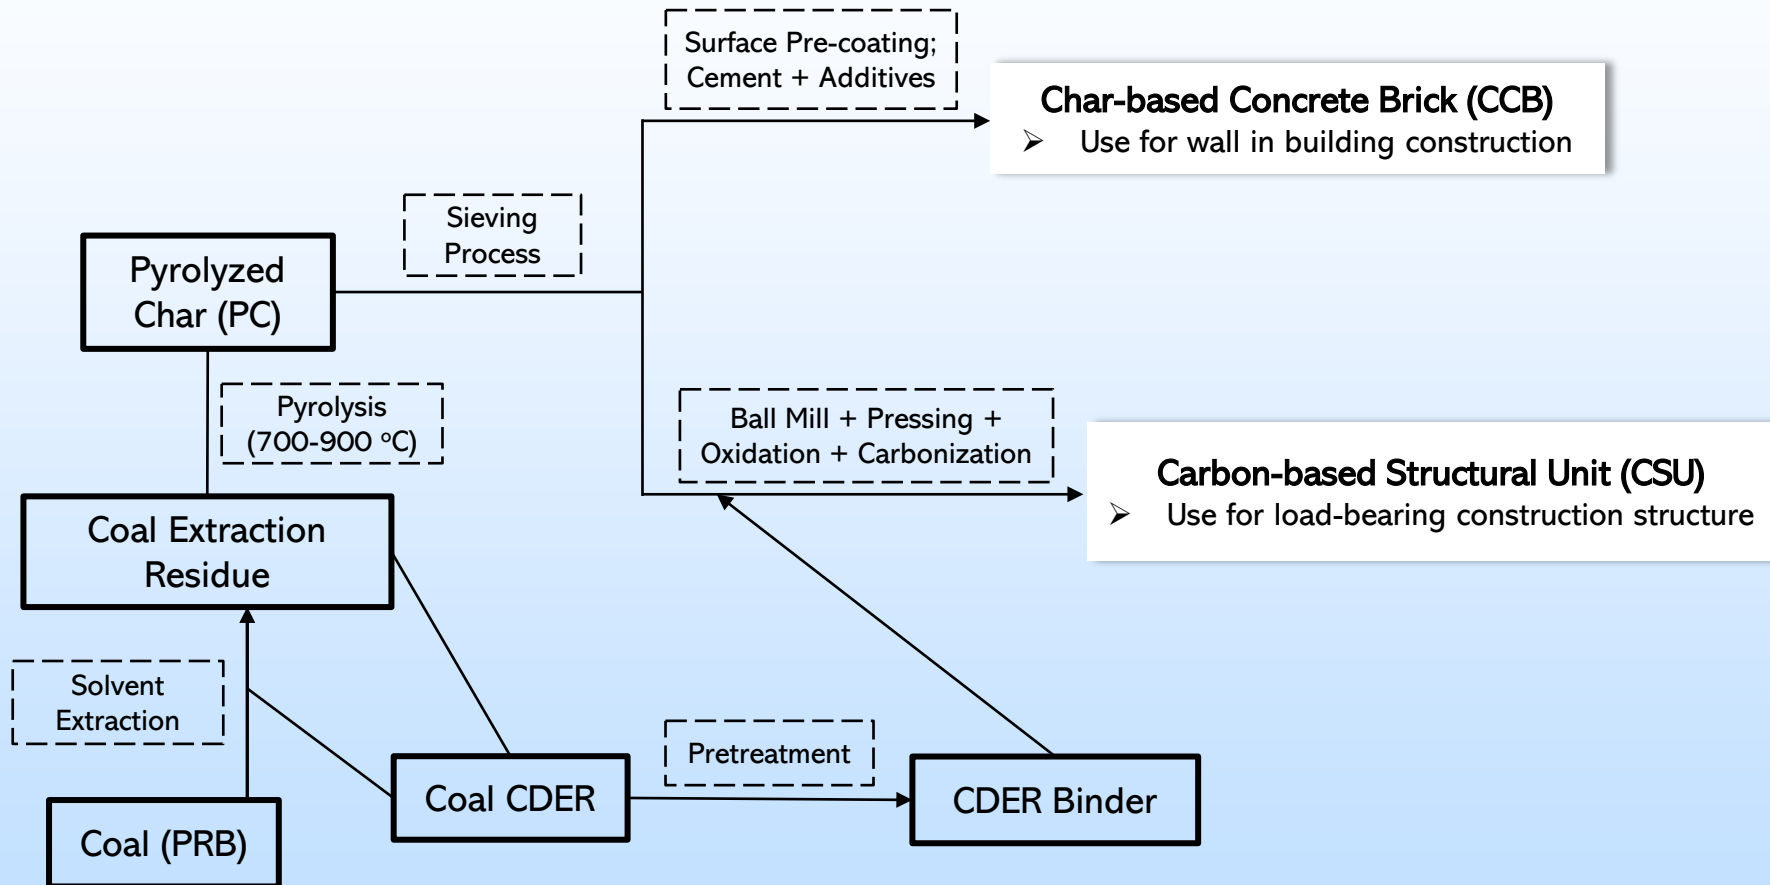 Surface Pre-coating;
Cement + Additives
Char-based Concrete Brick (CCB)
➢ Use for wall in building construction
Sieving
Process
Pyrolyzed
Char (PC)
Pyrolysis
(700-900 ºC)
Ball Mill + Pressing +
Oxidation + Carbonization
Carbon-based Structural Unit (CSU)
➢ Use for load-bearing construction structure
Coal Extraction
Residue
Solvent
Extraction
Pretreatment
Coal CDER
CDER Binder
Coal (PRB)